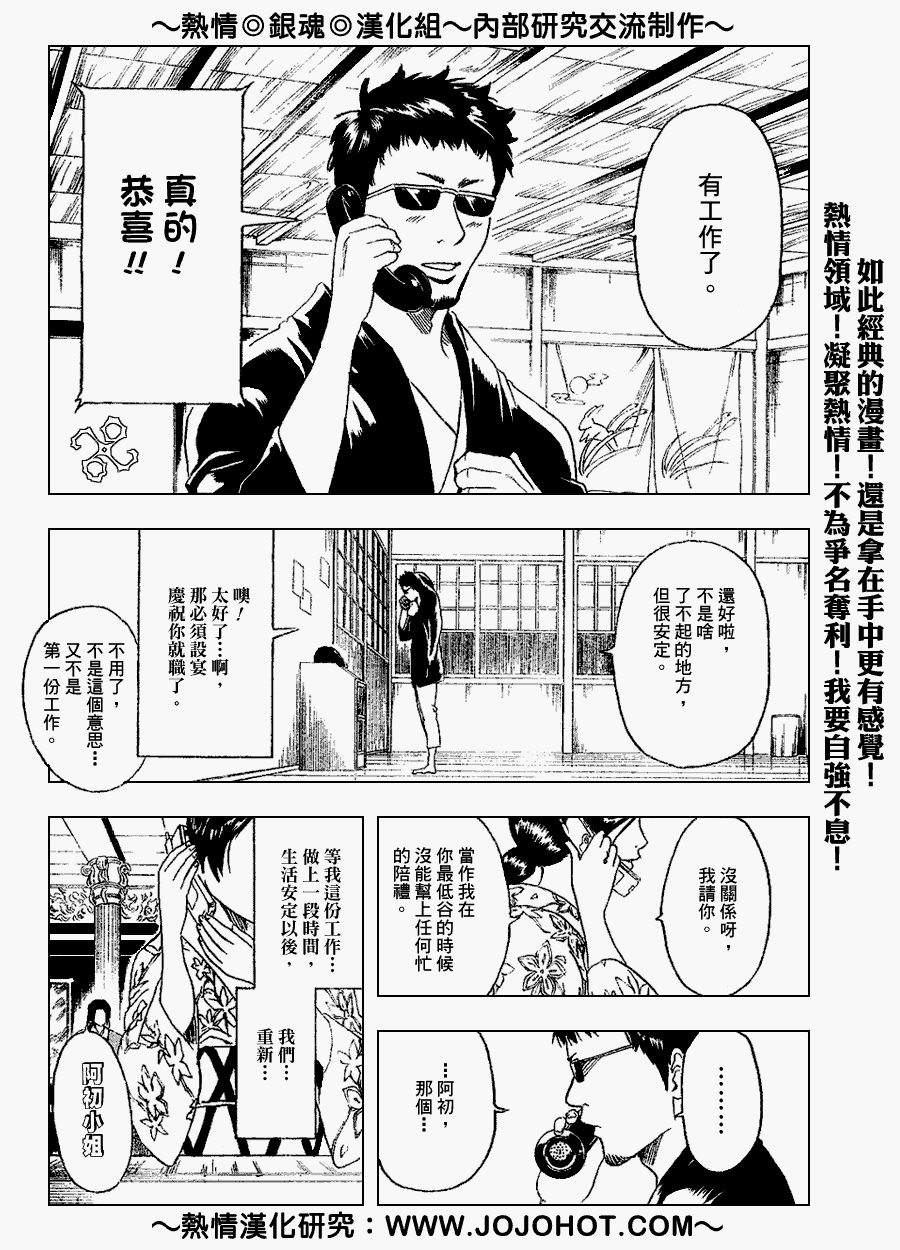 ～熱情◎銀魂◎漢化組～內部研究交流制作～
如此經典的漫畫！還是拿在手中更有感覺！
熱情領域！凝聚熱情！不為爭名奪利！我要自強不息！
有工作了。
真的！
恭喜!!
還好啦，
不是啥
了不起的地方，
但很安定。
噢！
太好了…啊，
那必須設宴
慶祝你就職了。
不用了，
不是這個意思…
又不是
第一份工作。
沒關係呀，
我請你。
當作我在
你最低谷的時候
沒能幫上任何忙
的陪禮。
………
…阿初，
那個…
等我這份工作…
做上一段時間，
生活安定以後，
我們…
重新…
阿初小姐
～熱情漢化研究：WWW.JOJOHOT.COM～